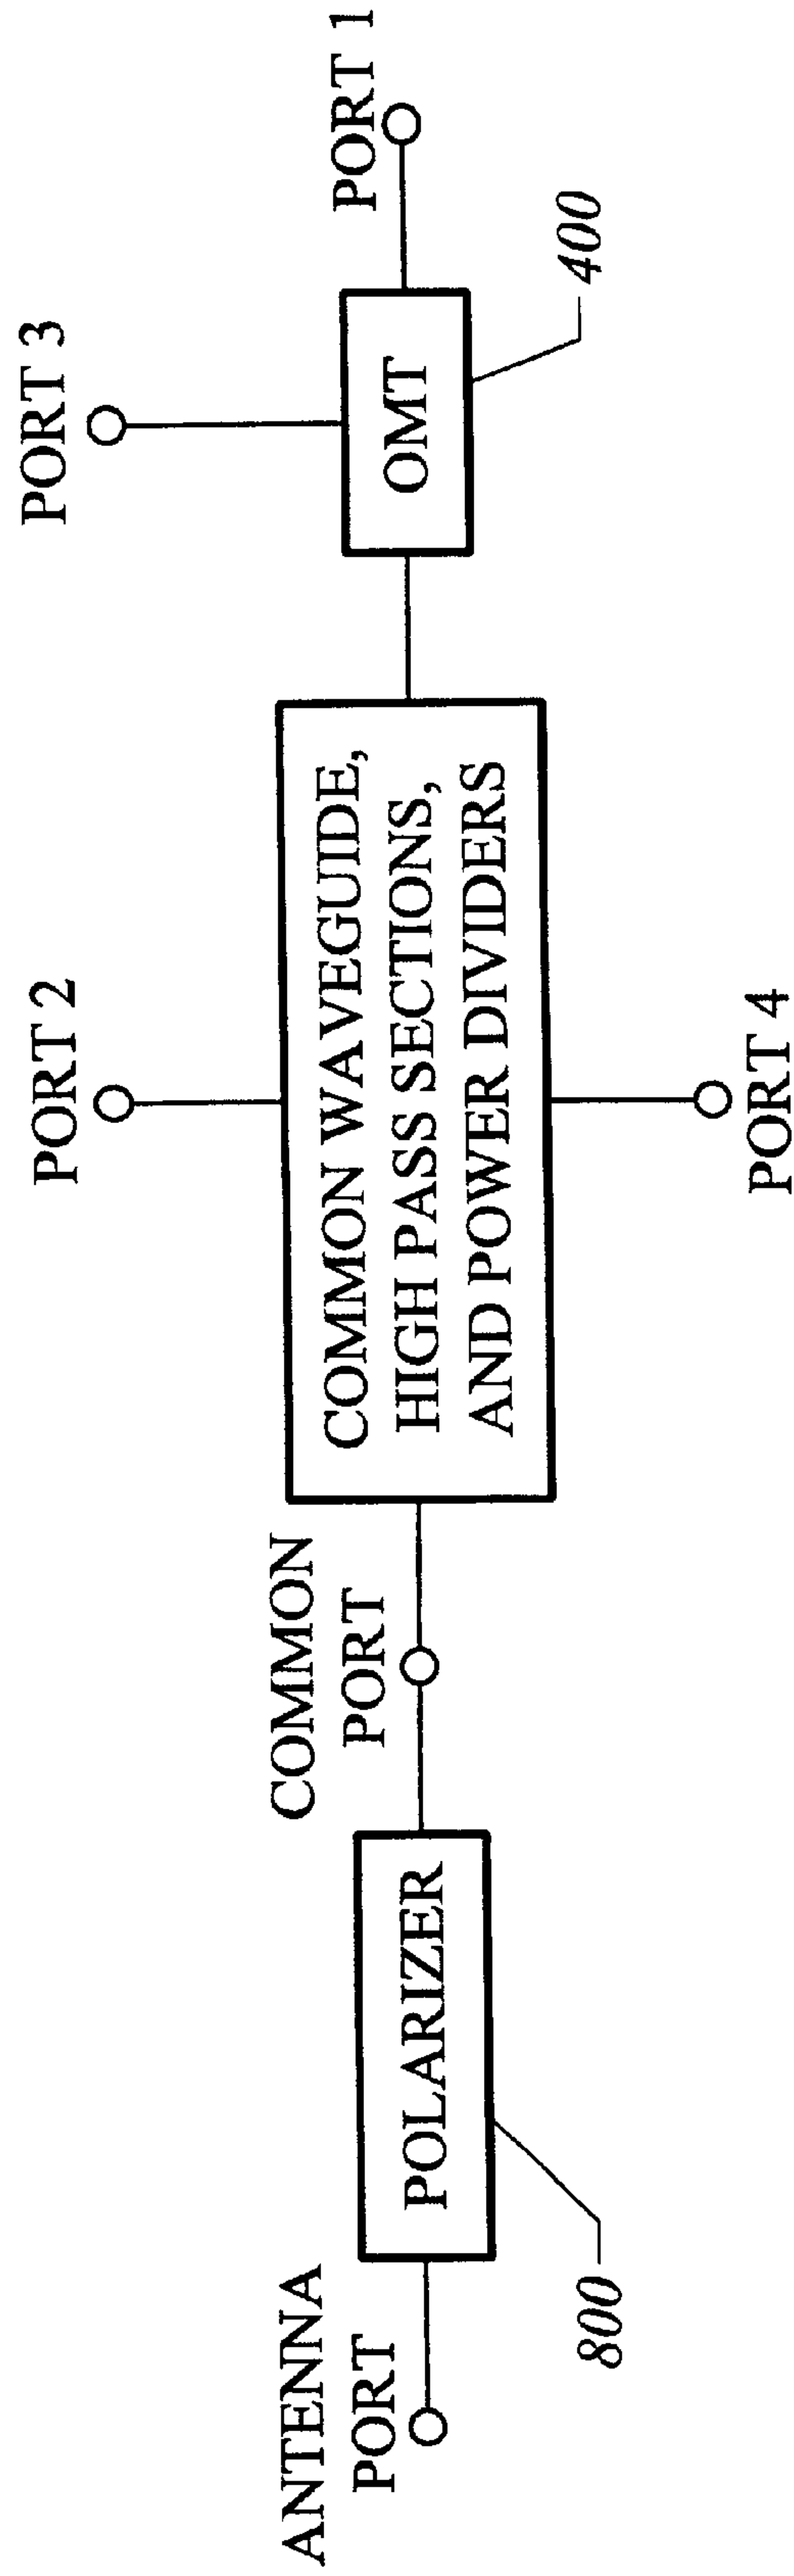 ANTENNA
PORT
POLARIZER
800
COMMON
PORT
PORT 2
COMMON WAVEGUIDE,
HIGH PASS SECTIONS,
AND POWER DIVIDERS
PORT 4
PORT 3
OMT
400
PORT 1